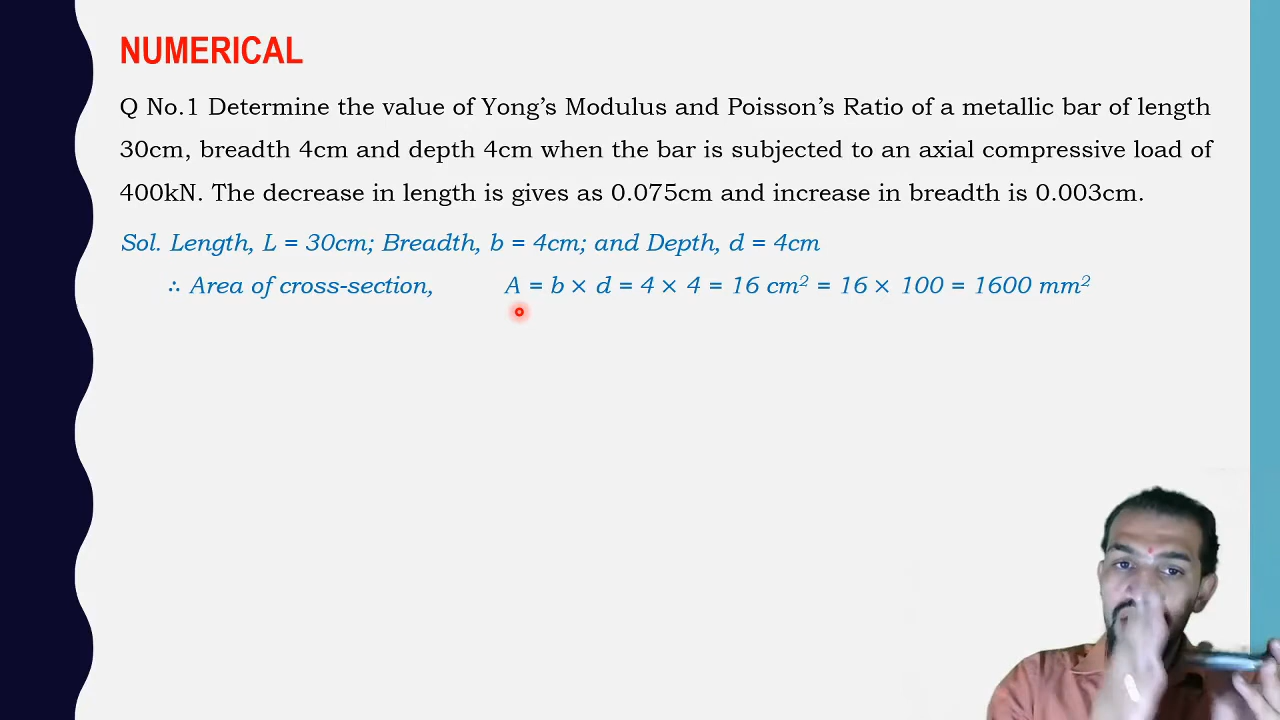 NUMERICAL
Q No.1 Determine the value of Yong's Modulus and Poisson's Ratio of a metallic bar of length
30cm, breadth 4cm and depth 4cm when the bar is subjected to an axial compressive load of
400kN. The decrease in length is gives as 0.075cm and increase in breadth is 0.003cm.
Sol. Length, L = 30cm; Breadth, b = 4cm; and Depth, d = 4cm
∴ Area of cross-section, A = b × d = 4 × 4 = 16 cm² = 16 × 100 = 1600 mm²